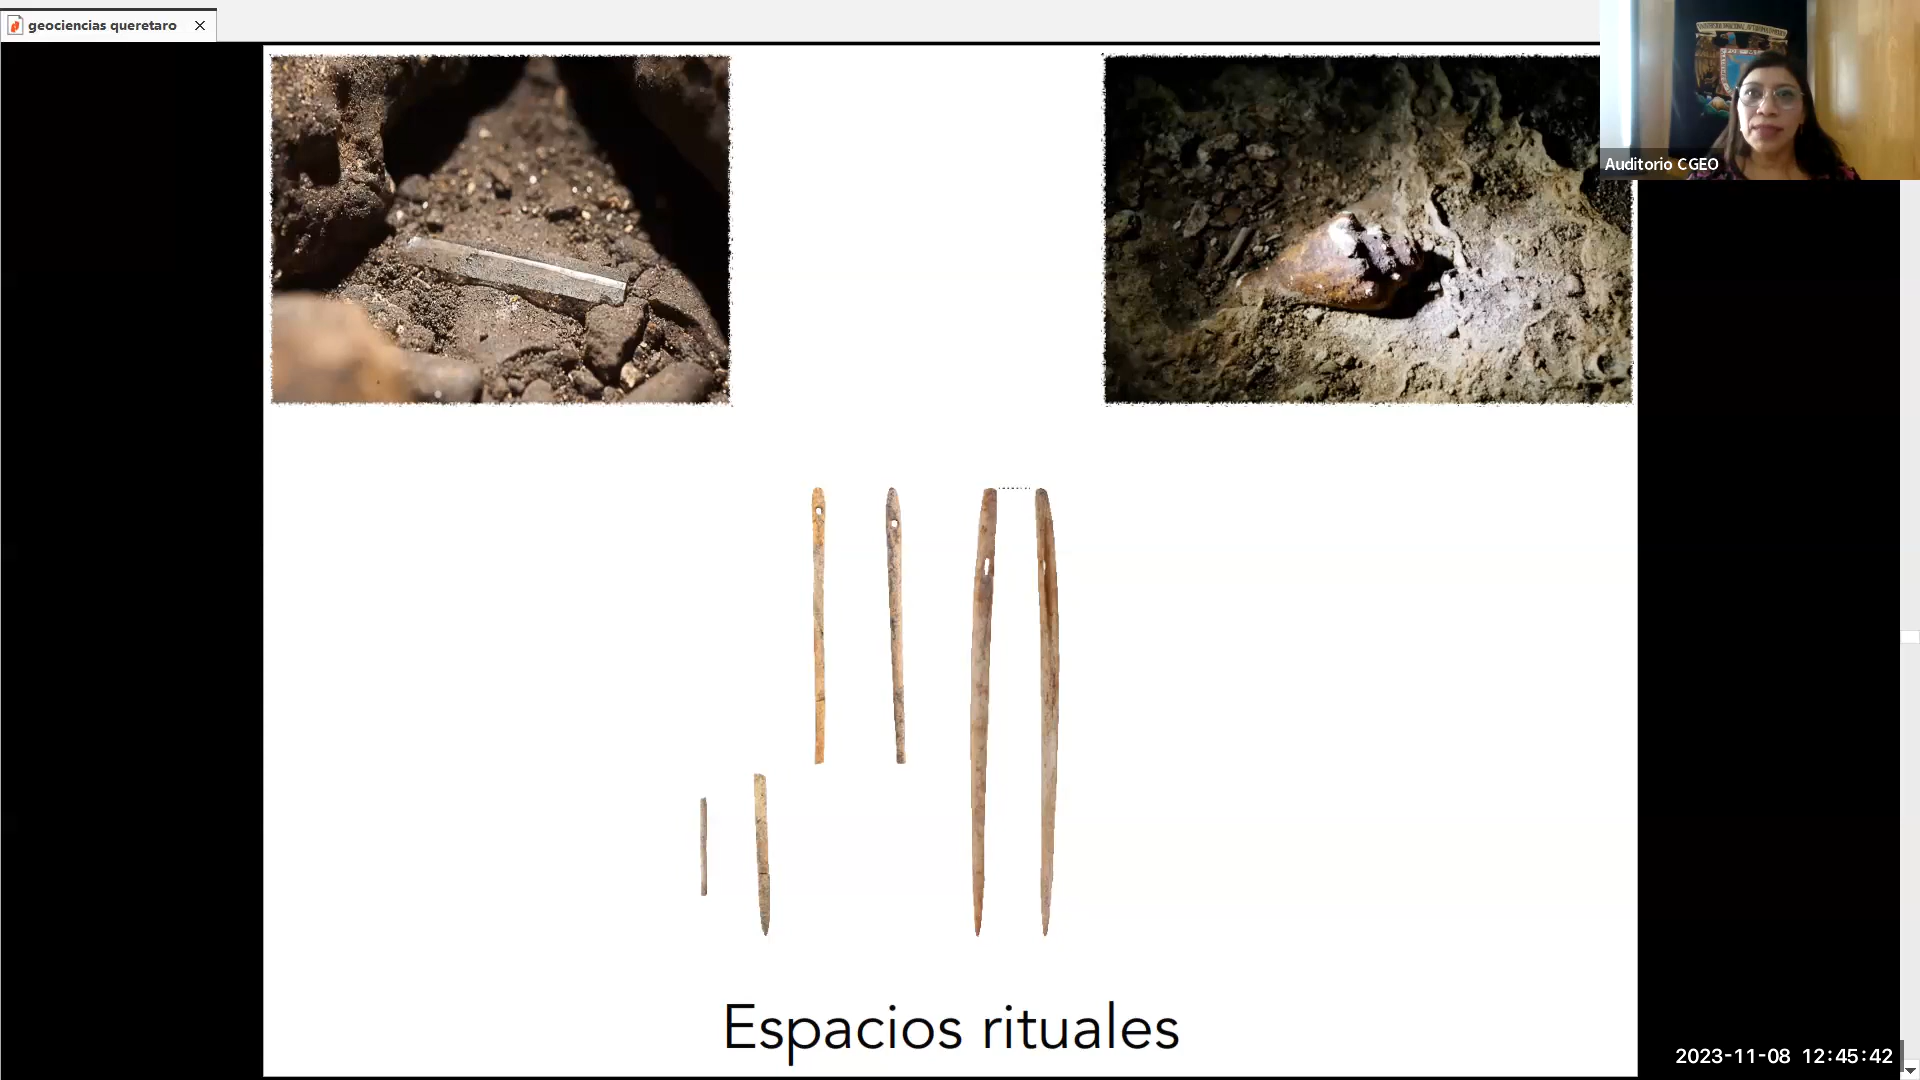 geociencias queretaro
Auditorio CGEO
Espacios rituales
2023-11-08 12:45:42